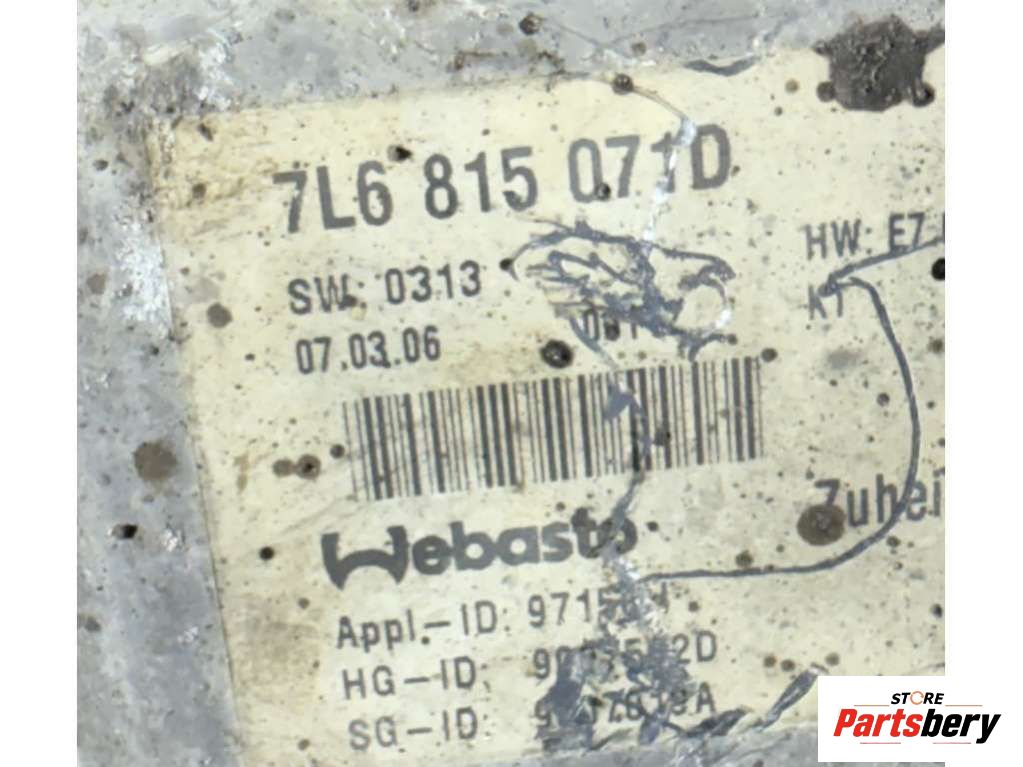 7L6 815 071D
SW: 0313
HW: E7
07.03.06
K1
Webasto
Appl.-ID:
HG-ID:
SG-ID:
STORE
Partsbery